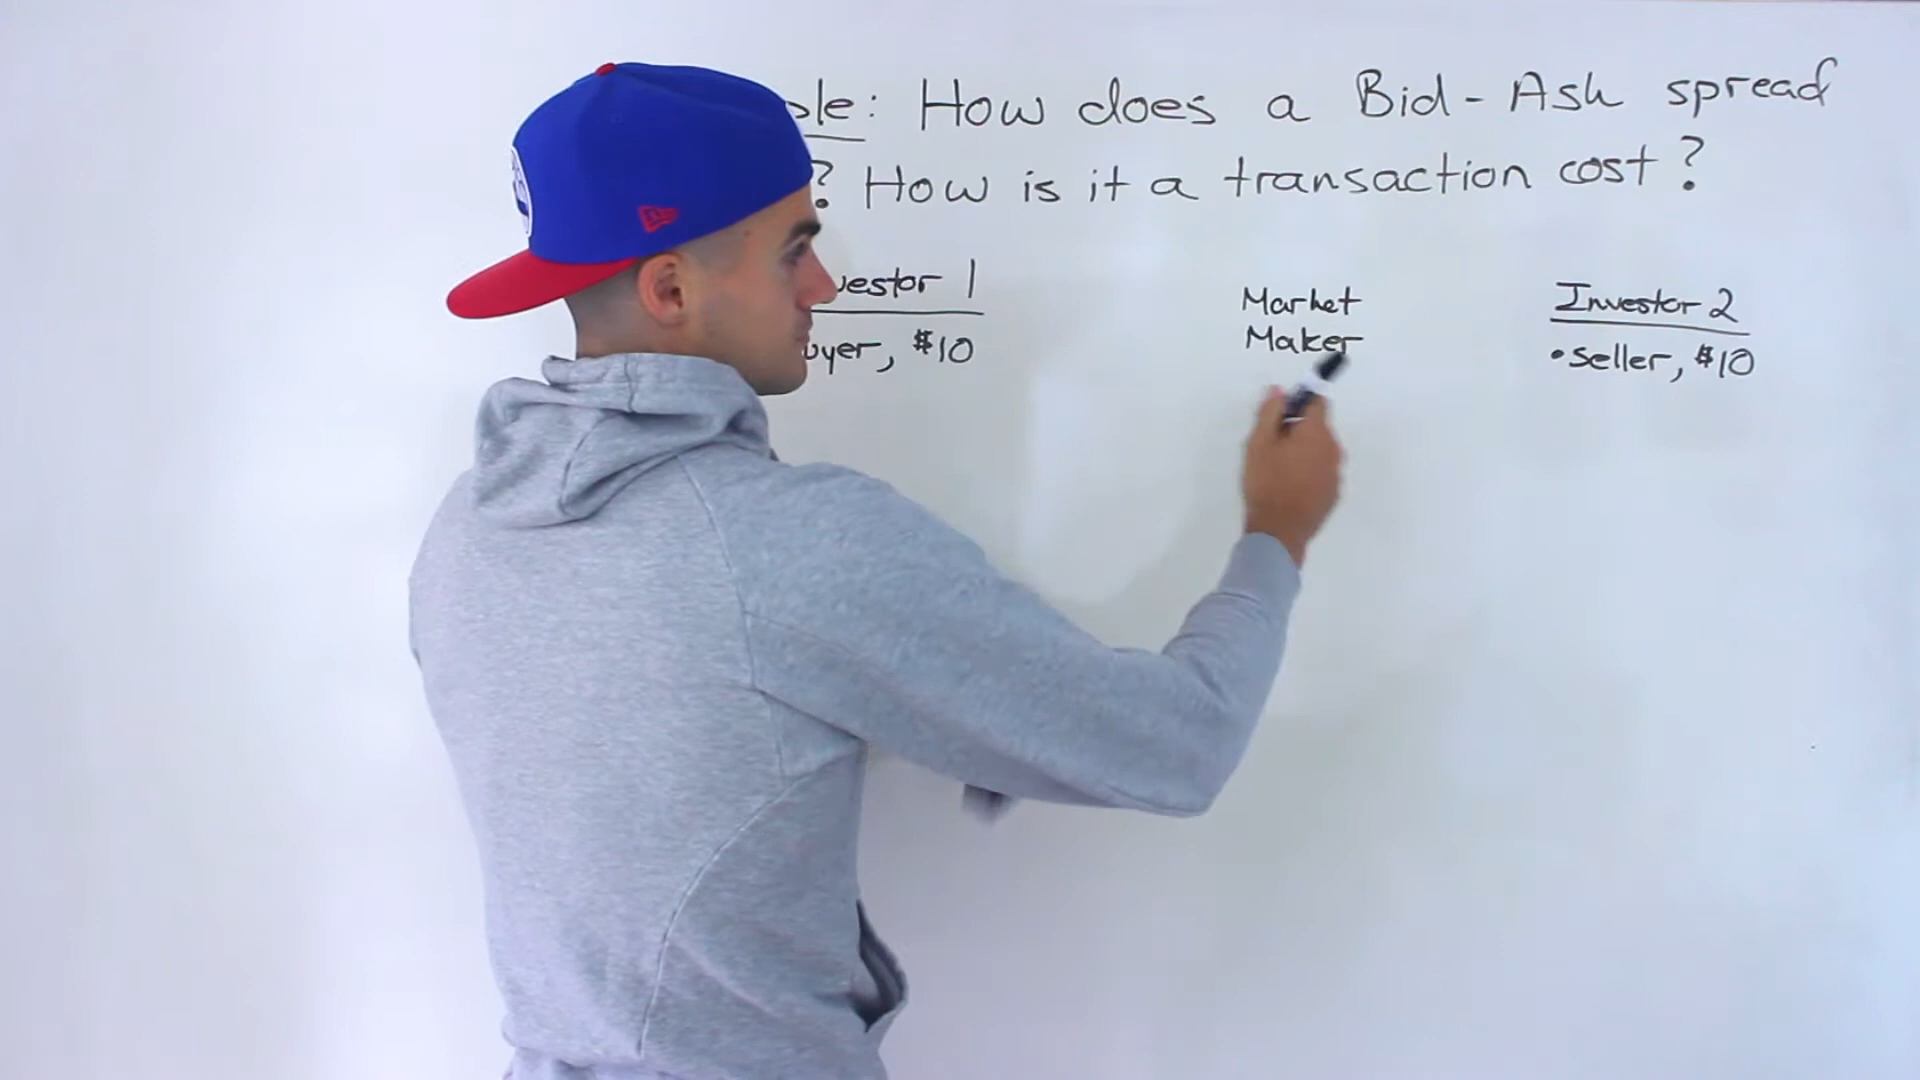 ple: How does a Bid-Ask spread
? How is it a transaction cost?
vestor 1
uyer, $10
Market
Maker
Investor 2
• seller, $10